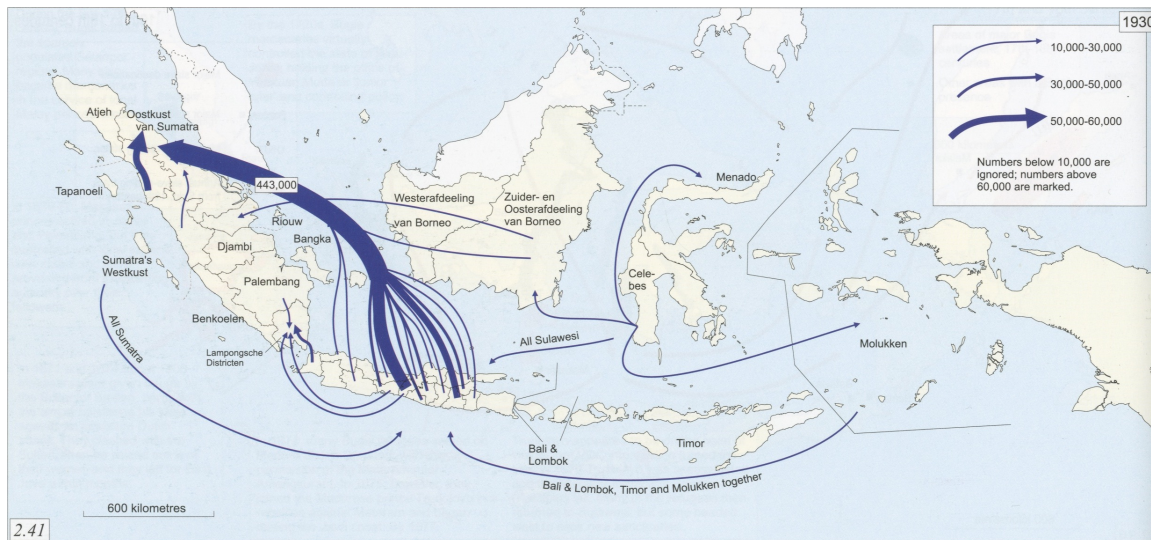 1930
10,000-30,000
30,000-50,000
50,000-60,000
Numbers below 10,000 are
ignored; numbers above
60,000 are marked.
Atjeh
Oostkust
van Sumatra
443,000
Tapanoeli
Riouw
Westerafdeeling
van Borneo
Zuider- en
Oosterafdeeling
van Borneo
Menado
Djambi
Bangka
Sumatra's
Westkust
Palembang
Cele-
bes
Benkoelen
All Sumatra
Lampongsche
Districten
All Sulawesi
Molukken
Bali &
Lombok
Timor
Bali & Lombok, Timor and Molukken together
600 kilometres
2.41